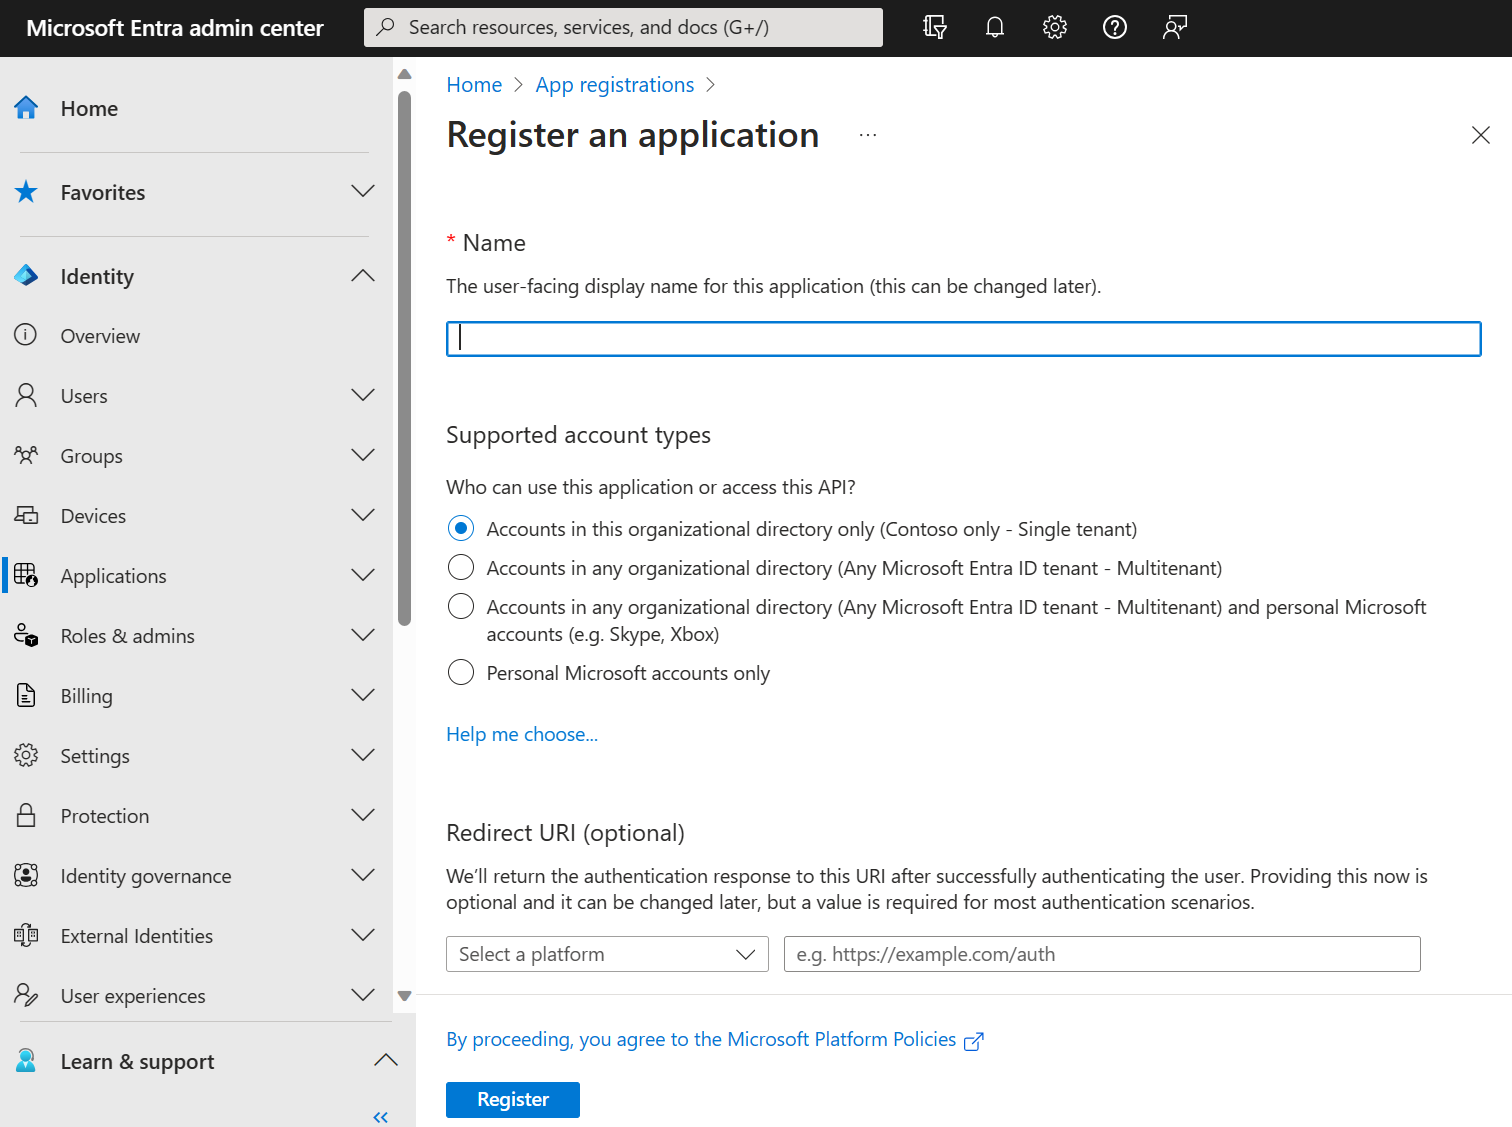 Microsoft Entra admin center
Search resources, services, and docs (G+/)
Home
Favorites
Identity
Overview
Users
Groups
Devices
Applications
Roles & admins
Billing
Settings
Protection
Identity governance
External Identities
User experiences
Learn & support
Home > App registrations >
Register an application ...
* Name
The user-facing display name for this application (this can be changed later).
Supported account types
Who can use this application or access this API?
Accounts in this organizational directory only (Contoso only - Single tenant)
Accounts in any organizational directory (Any Microsoft Entra ID tenant - Multitenant)
Accounts in any organizational directory (Any Microsoft Entra ID tenant - Multitenant) and personal Microsoft
accounts (e.g. Skype, Xbox)
Personal Microsoft accounts only
Help me choose...
Redirect URI (optional)
We'll return the authentication response to this URI after successfully authenticating the user. Providing this now is
optional and it can be changed later, but a value is required for most authentication scenarios.
Select a platform
e.g. https://example.com/auth
By proceeding, you agree to the Microsoft Platform Policies
Register